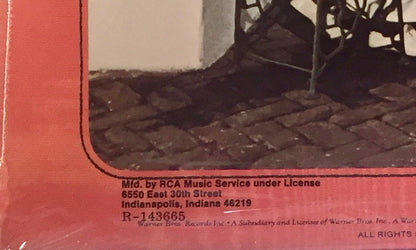 Mfd. by RCA Music Service under License
6550 East 30th Street
Indianapolis, Indiana 46219
R-143665
Warner Bros. Records Inc. • A Subsidiary and Licensee of Warner Bros. Inc.
ALL RIGHTS